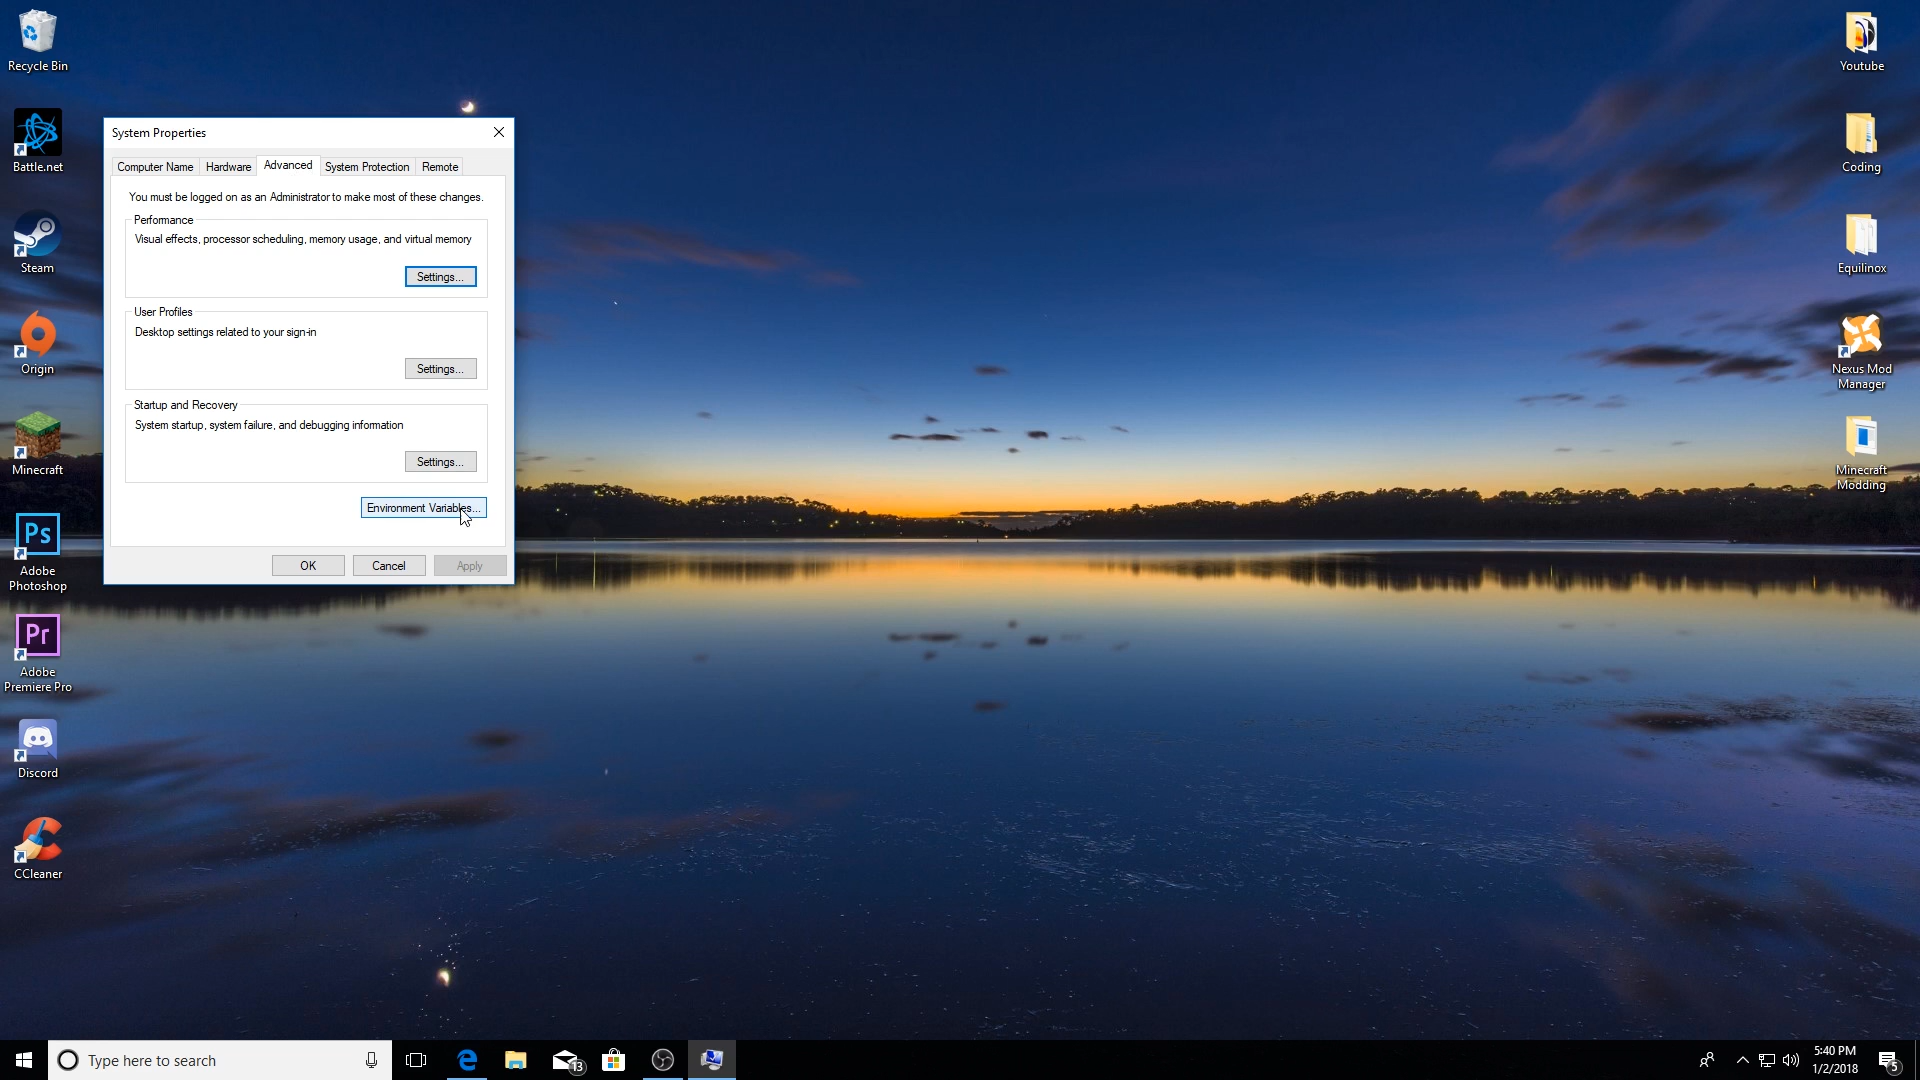 Recycle Bin
Battle.net
Steam
Origin
Minecraft
Ps
Adobe
Photoshop
Pr
Adobe
Premiere Pro
Discord
CCleaner
System Properties
Computer Name
Hardware
Advanced
System Protection
Remote
You must be logged on as an Administrator to make most of these changes.
Performance
Visual effects, processor scheduling, memory usage, and virtual memory
Settings...
User Profiles
Desktop settings related to your sign-in
Settings...
Startup and Recovery
System startup, system failure, and debugging information
Settings...
Environment Variables...
OK
Cancel
Apply
Youtube
Coding
Equilinox
Nexus Mod
Manager
Minecraft
Modding
Type here to search
13
5:40 PM
1/2/2018
5